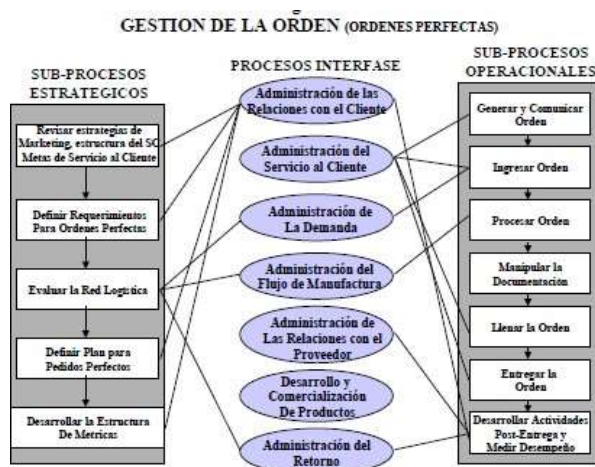 GESTION DE LA ORDEN (ORDENES PERFECTAS)
SUB-PROCESOS
ESTRATEGICOS
PROCESOS INTERFASE
SUB-PROCESOS
OPERACIONALES
Revisar estrategias de
Marketing, estructura del SC
Metas de Servicio al Cliente
Definir Requerimientos
Para Ordenes Perfectas
Evaluar la Red Logística
Definir Plan para
Pedidos Perfectos
Desarrollar la Estructura
De Metricas
Administración de las
Relaciones con el Cliente
Administración del
Servicio al Cliente
Administración de
La Demanda
Administración del
Flujo de Manufactura
Administración de
Las Relaciones con el
Proveedor
Desarrollo y
Comercialización
De Productos
Administración del
Retorno
Generar y Comunicar
Orden
Ingresar Orden
Procesar Orden
Manipular la
Documentación
Llenar la Orden
Entregar la
Orden
Desarrollar Actividades
Post-Entrega y
Medir Desempeño